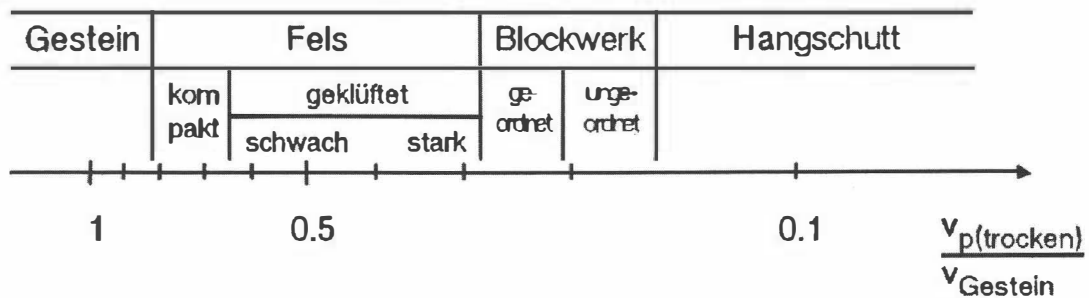 Gestein Fels Blockwerk Hangschutt
kom geklüftet ge- unge-
pakt schwach stark ordnet ordnet
1 0.5 0.1 vp(trocken)
vGestein